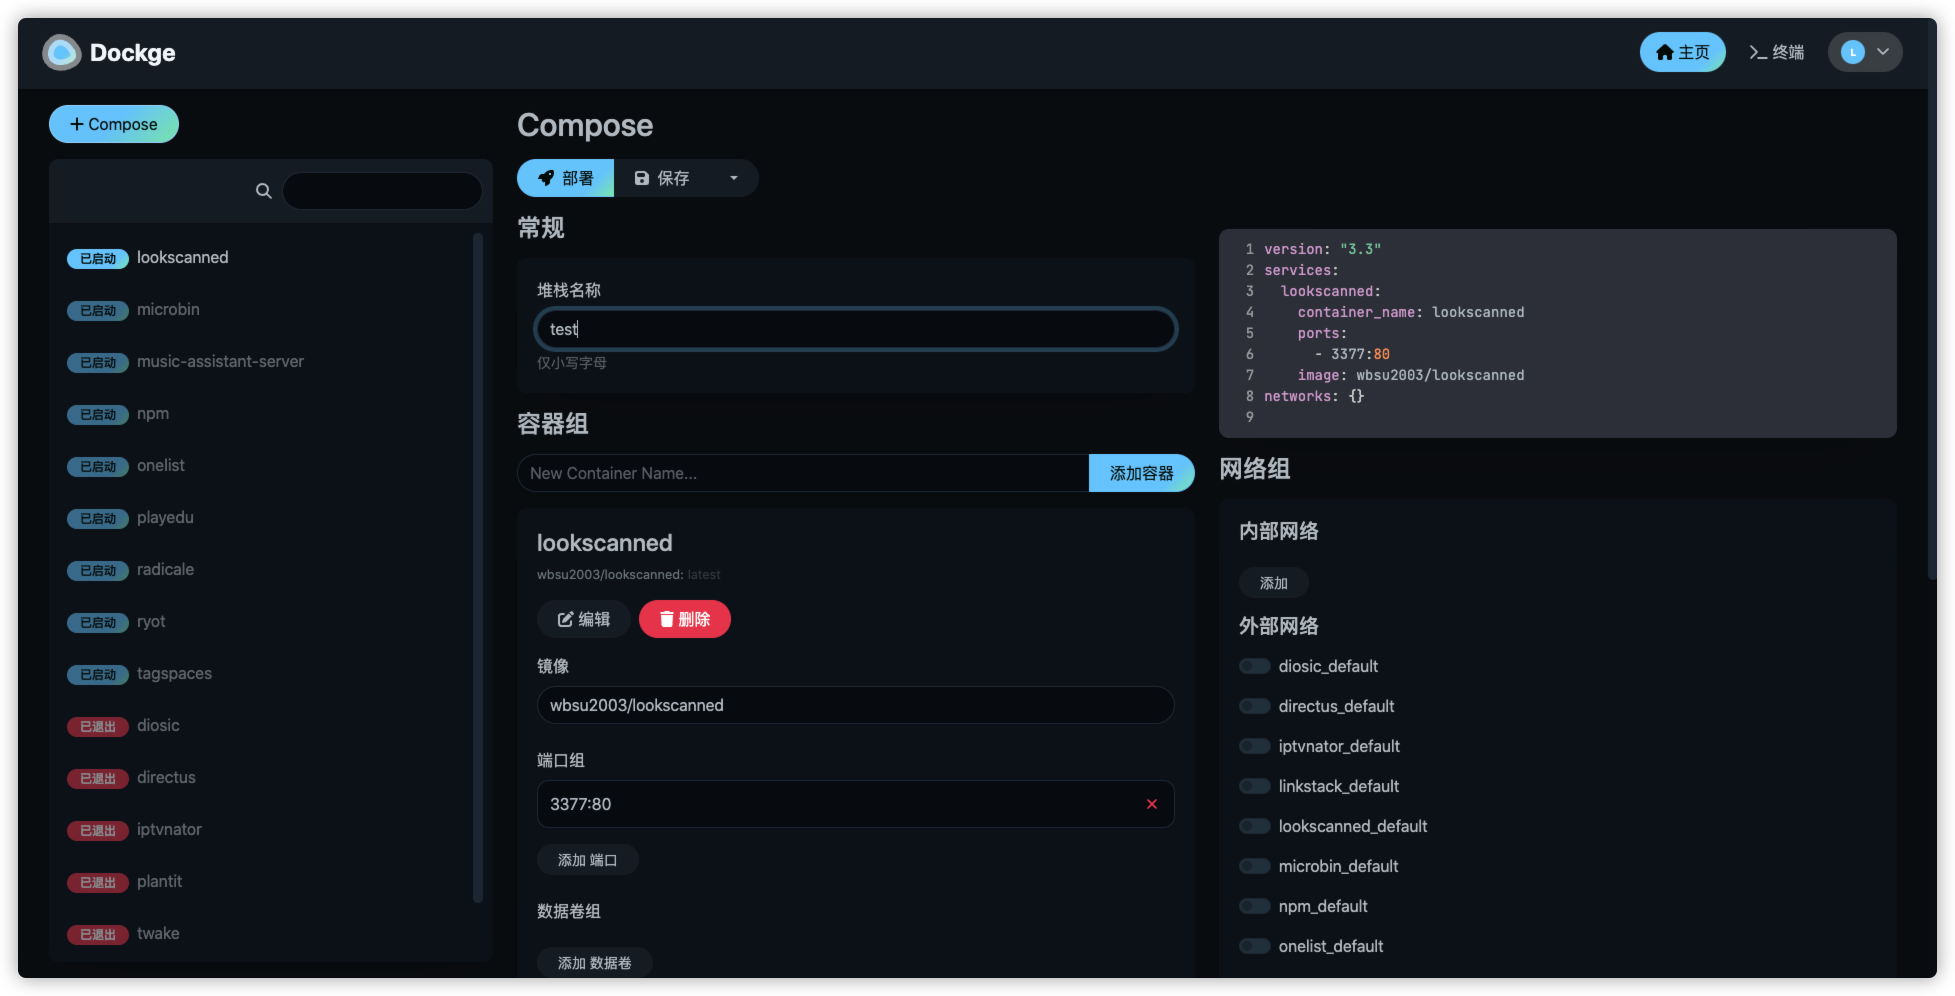 Dockge
主页
终端
L
+ Compose
已启动 lookscanned
已启动 microbin
已启动 music-assistant-server
已启动 npm
已启动 onelist
已启动 playedu
已启动 radicale
已启动 ryot
已启动 tagspaces
已退出 diosic
已退出 directus
已退出 iptvnator
已退出 plantit
已退出 twake
Compose
部署 保存
常规
堆栈名称
test
仅小写字母
容器组
New Container Name...
添加容器
lookscanned
wbsu2003/lookscanned: latest
编辑 删除
镜像
wbsu2003/lookscanned
端口组
3377:80
添加 端口
数据卷组
添加 数据卷
1 version: "3.3"
2 services:
3   lookscanned:
4     container_name: lookscanned
5     ports:
6       - 3377:80
7     image: wbsu2003/lookscanned
8 networks: {}
9
网络组
内部网络
添加
外部网络
diosic_default
directus_default
iptvnator_default
linkstack_default
lookscanned_default
microbin_default
npm_default
onelist_default